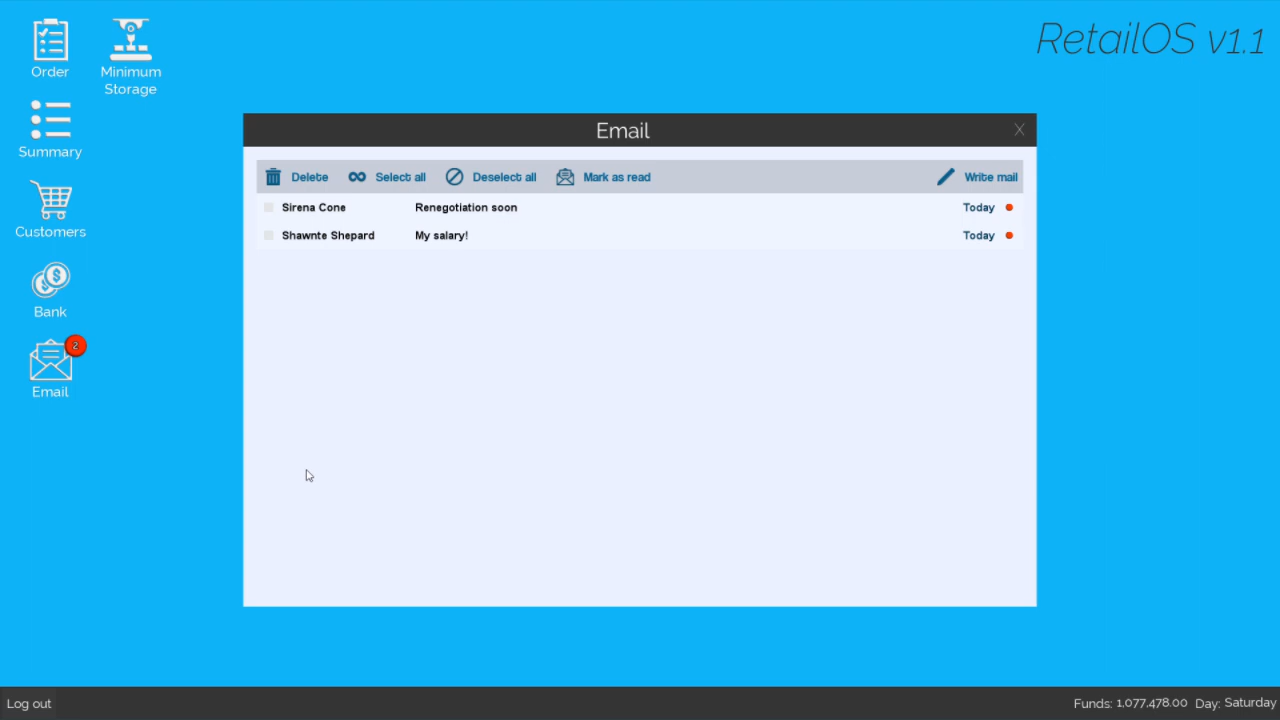 RetailOS v1.1
Order
Minimum
Storage
Summary
Customers
Bank
2
Email
Email X
Delete Select all Deselect all Mark as read Write mail
Sirena Cone Renegotiation soon Today
Shawnte Shepard My salary! Today
Log out Funds: 1,077,478.00 Day: Saturday